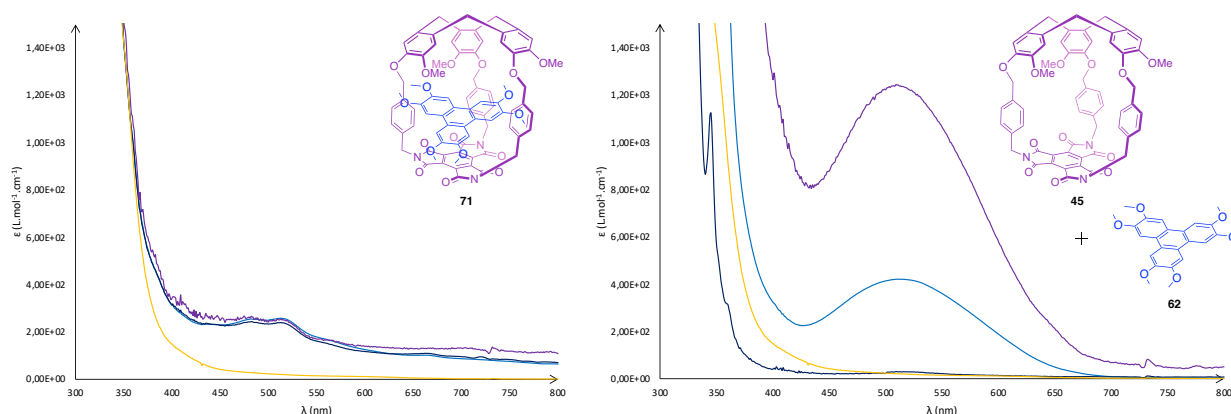 ε (L.mol⁻¹.cm⁻¹)
1,40E+03
1,20E+03
1,00E+03
8,00E+02
6,00E+02
4,00E+02
2,00E+02
0,00E+00
300 350 400 450 500 550 600 650 700 750 800
λ (nm)
O
OMe
MeO
O
O
OMe
O
O
O
O
O
O
O
N
O
O
N
O
O
O
N
O
71
ε (L.mol⁻¹.cm⁻¹)
1,40E+03
1,20E+03
1,00E+03
8,00E+02
6,00E+02
4,00E+02
2,00E+02
0,00E+00
300 350 400 450 500 550 600 650 700 750 800
λ (nm)
O
OMe
MeO
O
O
OMe
O
N
O
N
O
O
O
N
O
45
+
O
O
O
O
O
O
62